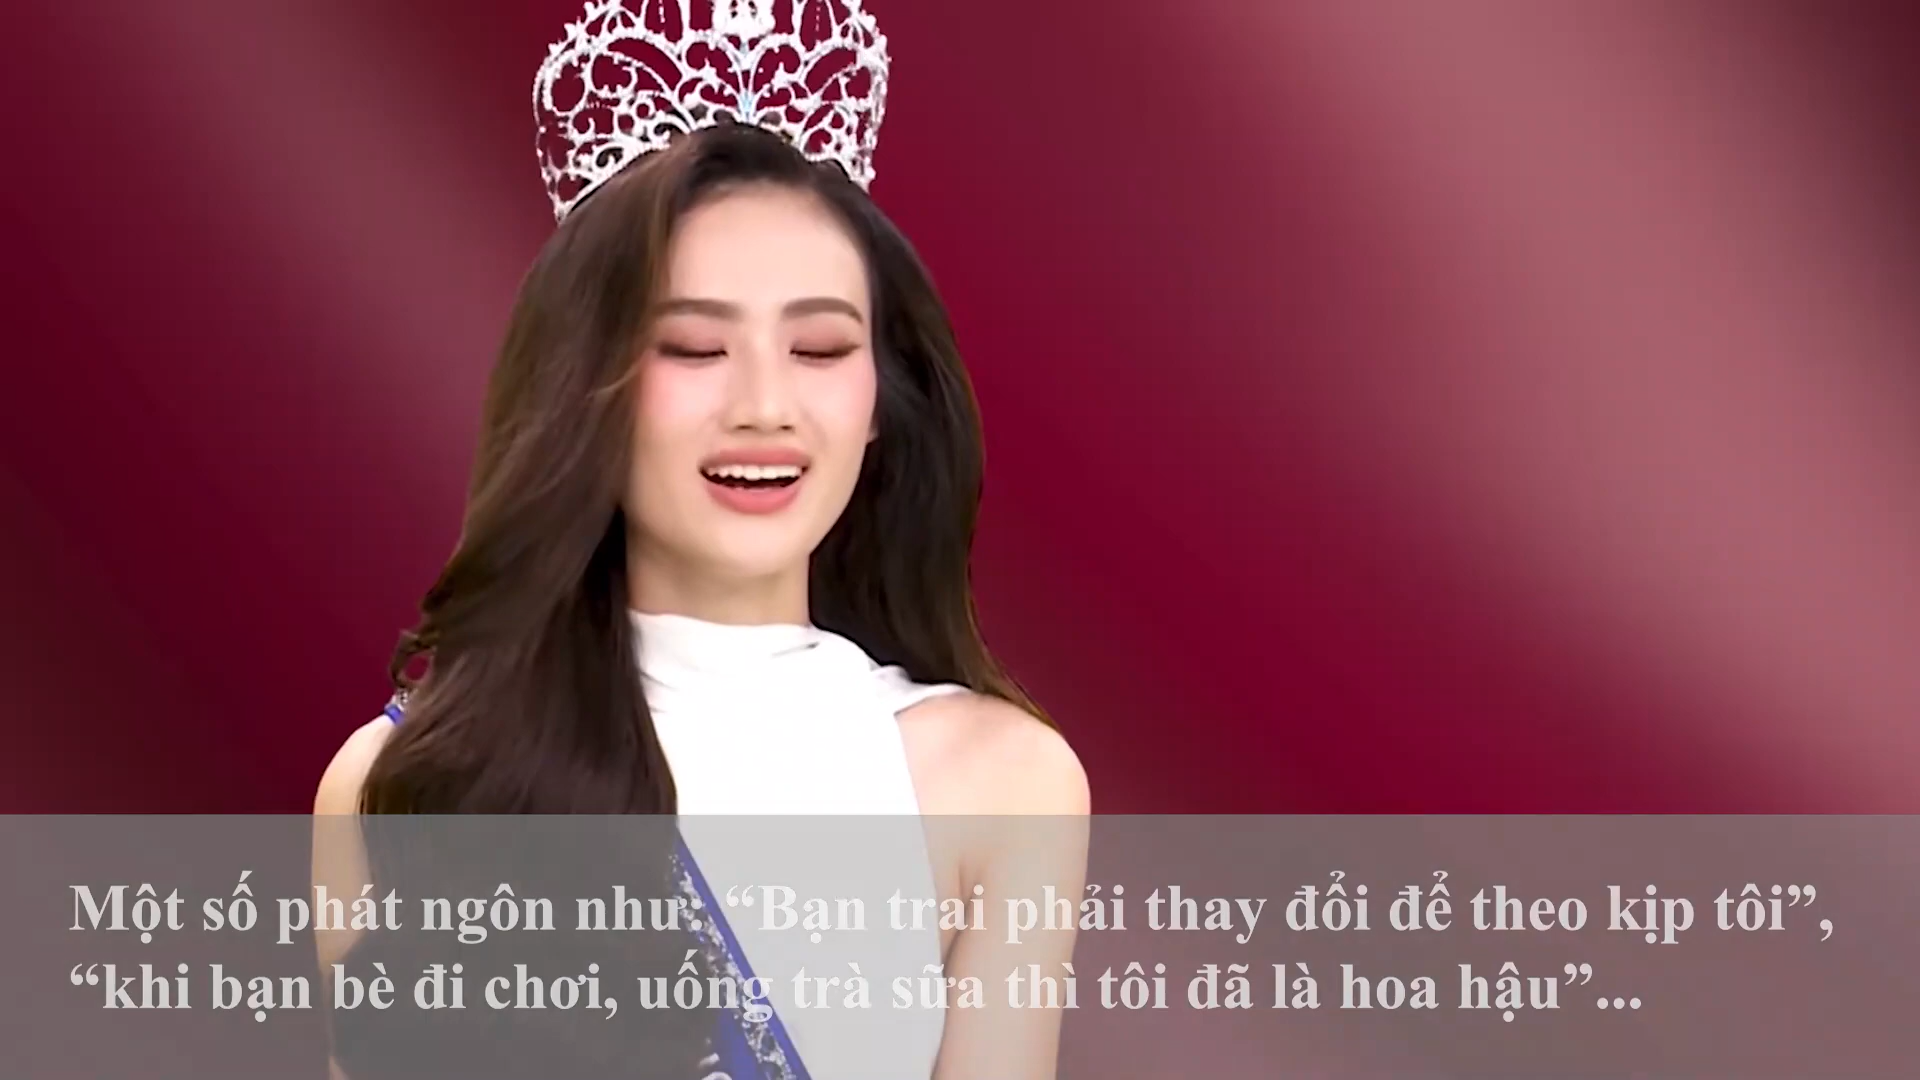 Một số phát ngôn như: “Bạn trai phải thay đổi để theo kịp tôi”,
“khi bạn bè đi chơi, uống trà sữa thì tôi đã là hoa hậu”...